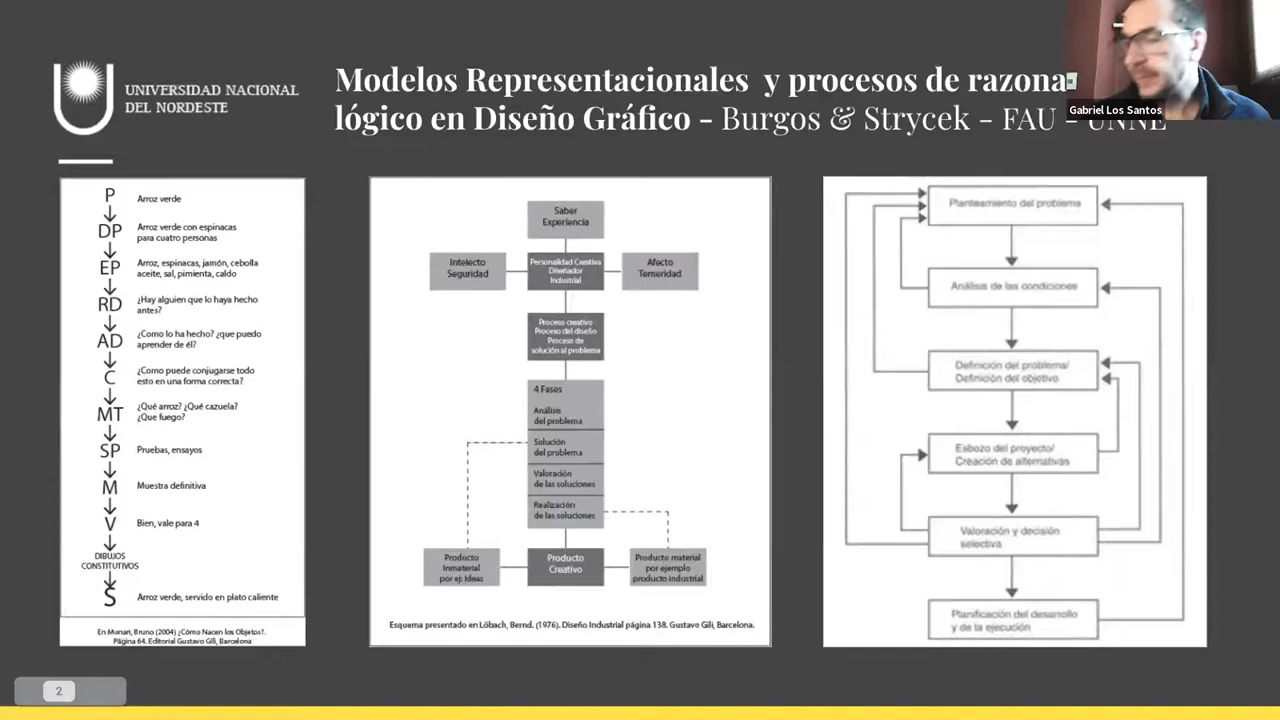 UNIVERSIDAD NACIONAL
DEL NORDESTE
Modelos Representacionales y procesos de razona
lógico en Diseño Gráfico - Burgos & Strycek - FAU - UNNE
Gabriel Los Santos
P
Arroz verde
DP
Arroz verde con espinacas
para cuatro personas
EP
Arroz, espinacas, jamón, cebolla
aceite, sal, pimienta, caldo
RD
¿Hay alguien que lo haya hecho
antes?
AD
¿Como lo ha hecho? ¿que puedo
aprender de él?
C
¿Como puede conjugarse todo
esto en una forma correcta?
MT
¿Qué arroz? ¿Qué cazuela?
¿Que fuego?
SP
Pruebas, ensayos
M
Muestra definitiva
V
Bien, vale para 4
DIBUJOS
CONSTITUTIVOS
S
Arroz verde, servido en plato caliente
En Munari, Bruno (2004) ¿Cómo Nacen los Objetos?.
Página 64. Editorial Gustavo Gili, Barcelona
Saber
Experiencia
Intelecto
Seguridad
Personalidad Creativa
Diseñador
Industrial
Afecto
Temeridad
Proceso creativo
Proceso del diseño
Proceso de
solución al problema
4 Fases
Análisis
del problema
Solución
del problema
Valoración
de las soluciones
Realización
de las soluciones
Producto
Inmaterial
por ej: Ideas
Producto
Creativo
Producto material
por ejemplo
producto industrial
Esquema presentado en Löbach, Bernd. (1976). Diseño Industrial página 138. Gustavo Gili, Barcelona.
Planteamiento del problema
Análisis de las condiciones
Definición del problema/
Definición del objetivo
Esbozo del proyecto/
Creación de alternativas
Valoración y decisión
selectiva
Planificación del desarrollo
y de la ejecución
2